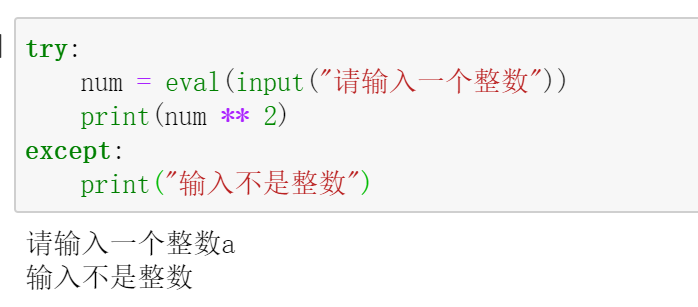 try:
    num = eval(input("请输入一个整数"))
    print(num ** 2)
except:
    print("输入不是整数")
请输入一个整数a
输入不是整数